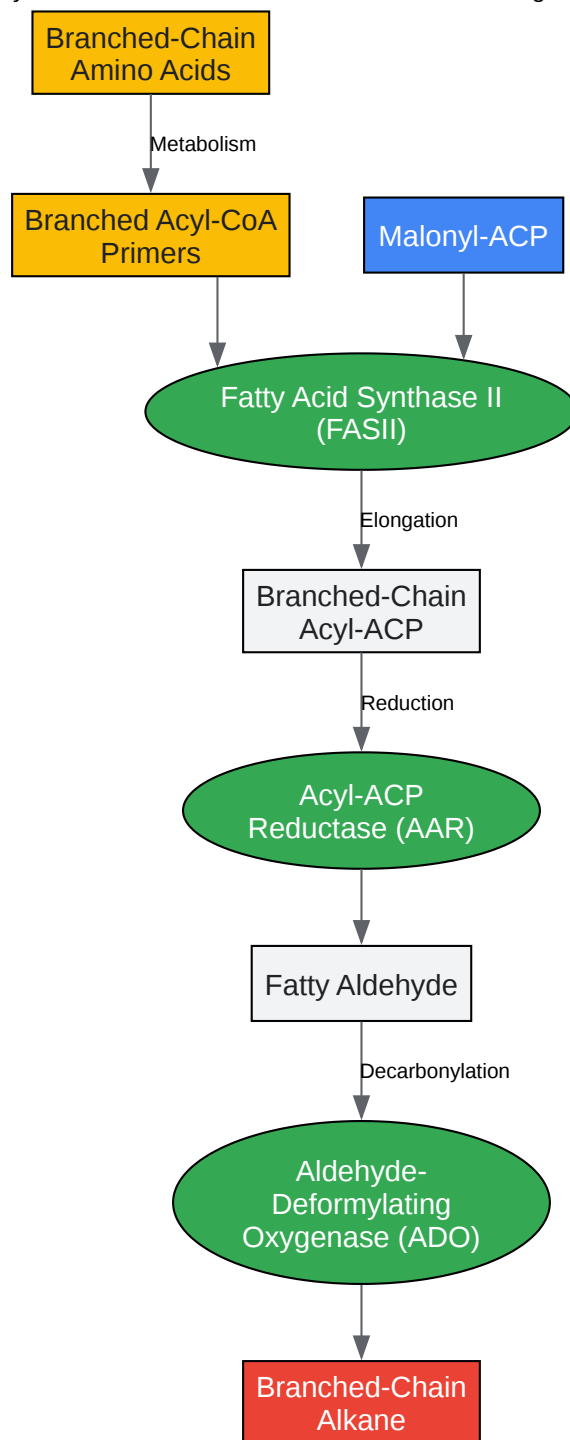 Branched-Chain
Amino Acids
Metabolism
Branched Acyl-CoA
Primers
Malonyl-ACP
Fatty Acid Synthase II
(FASII)
Elongation
Branched-Chain
Acyl-ACP
Reduction
Acyl-ACP
Reductase (AAR)
Fatty Aldehyde
Decarbonylation
Aldehyde-
Deformylating
Oxygenase (ADO)
Branched-Chain
Alkane